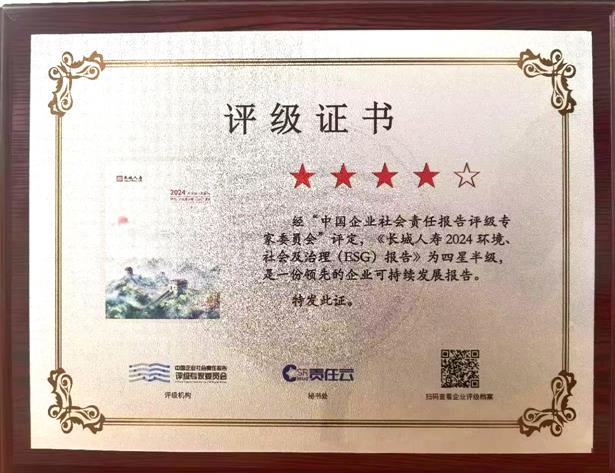 评级证书
长城人寿
2024
经“中国企业社会责任报告评级专
家委员会”评定，《长城人寿2024环境、
社会及治理（ESG）报告》为四星半级，
是一份领先的企业可持续发展报告。
特发此证。
中国企业社会责任报告
评级专家委员会
责任云
评级机构
秘书处
扫码查看企业评级档案